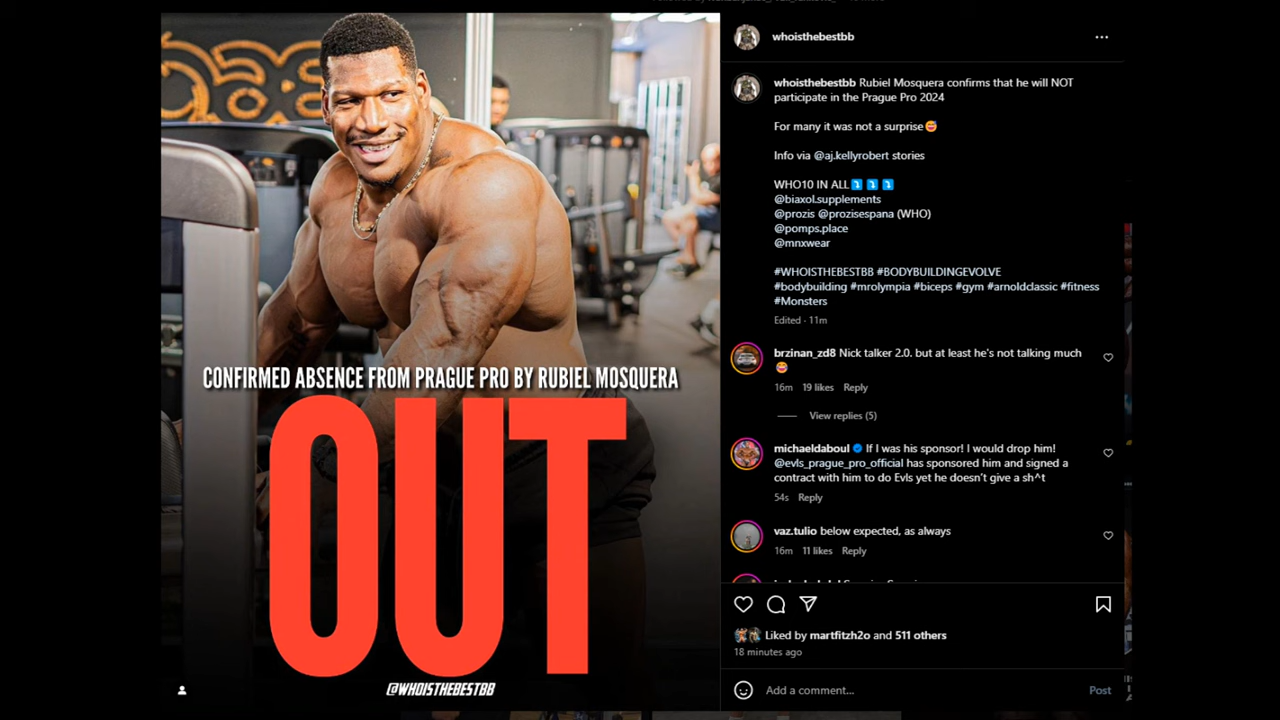 whoisthebestbb
whoisthebestbb Rubiel Mosquera confirms that he will NOT
participate in the Prague Pro 2024
For many it was not a surprise😅
Info via @aj.kellyrobert stories
WHO10 IN ALL⤵️⤵️⤵️
@biaxol.supplements
@prozis @prozisespana (WHO)
@pomps.place
@mnxwear
#WHOISTHEBESTBB #BODYBUILDINGEVOLVE
#bodybuilding #mrolympia #biceps #gym #arnoldclassic #fitness
#Monsters
Edited · 11m
brzinan_zd8 Nick talker 2.0. but at least he's not talking much
😅
16m 19 likes Reply
View replies (5)
michaeldaboul If I was his sponsor! I would drop him!
@evls_prague_pro_official has sponsored him and signed a
contract with him to do Evls yet he doesn't give a sh^t
54s Reply
vaz.tulio below expected, as always
16m 11 likes Reply
Liked by martfitzh2o and 511 others
18 minutes ago
Add a comment...
Post
CONFIRMED ABSENCE FROM PRAGUE PRO BY RUBIEL MOSQUERA
OUT
@WHOISTHEBESTBB